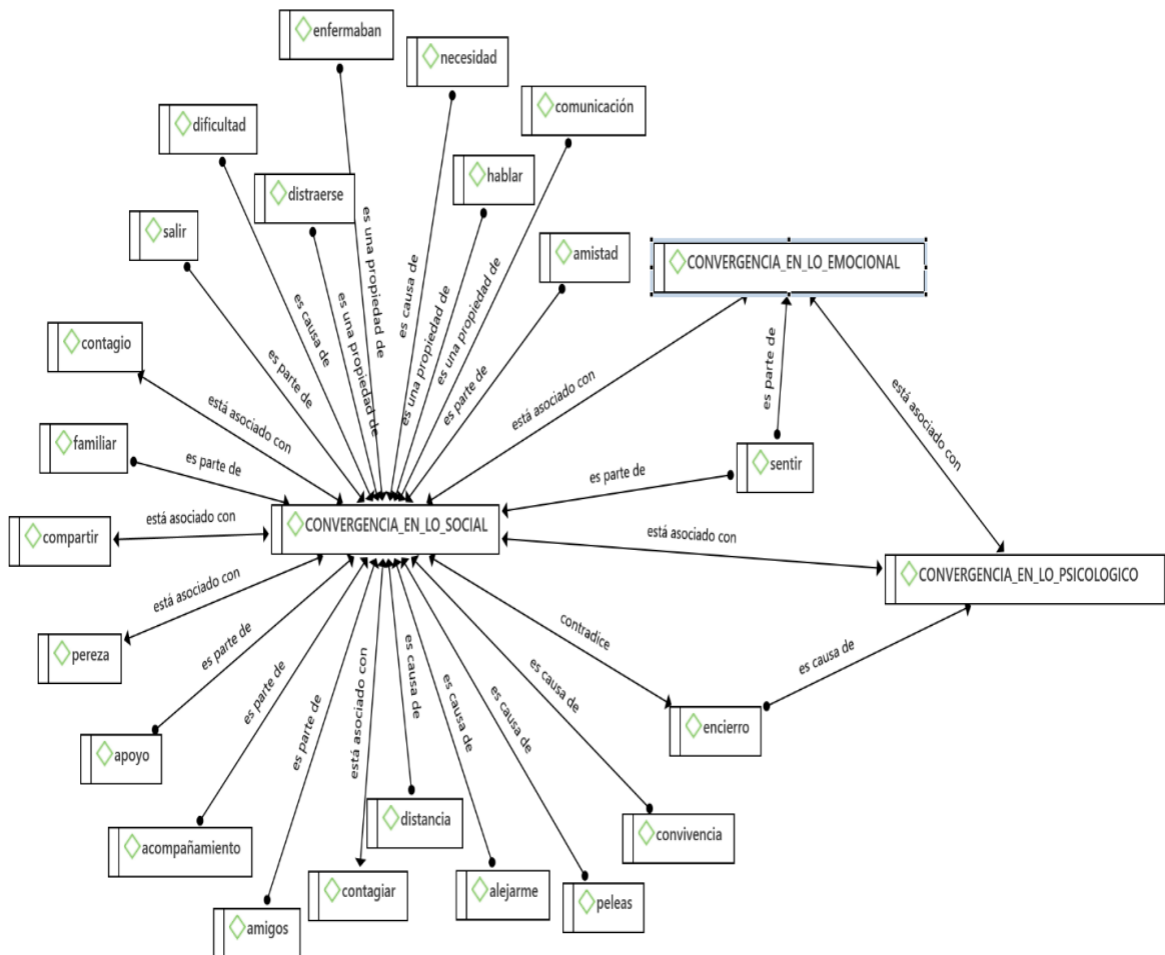 enfermaban
necesidad
comunicación
dificultad
hablar
distraerse
salir
amistad
CONVERGENCIA_EN_LO_EMOCIONAL
contagio
familiar
sentir
compartir
CONVERGENCIA_EN_LO_SOCIAL
CONVERGENCIA_EN_LO_PSICOLOGICO
pereza
encierro
apoyo
distancia
convivencia
acompañamiento
contagiar
alejarme
peleas
amigos
es una propiedad de
es causa de
es una propiedad de
es causa de
es una propiedad de
es una propiedad de
es parte de
es parte de
está asociado con
es parte de
está asociado con
está asociado con
es parte de
es parte de
es parte de
está asociado con
es causa de
es causa de
es causa de
es causa de
contradice
es causa de
está asociado con
es parte de
está asociado con
es parte de
está asociado con